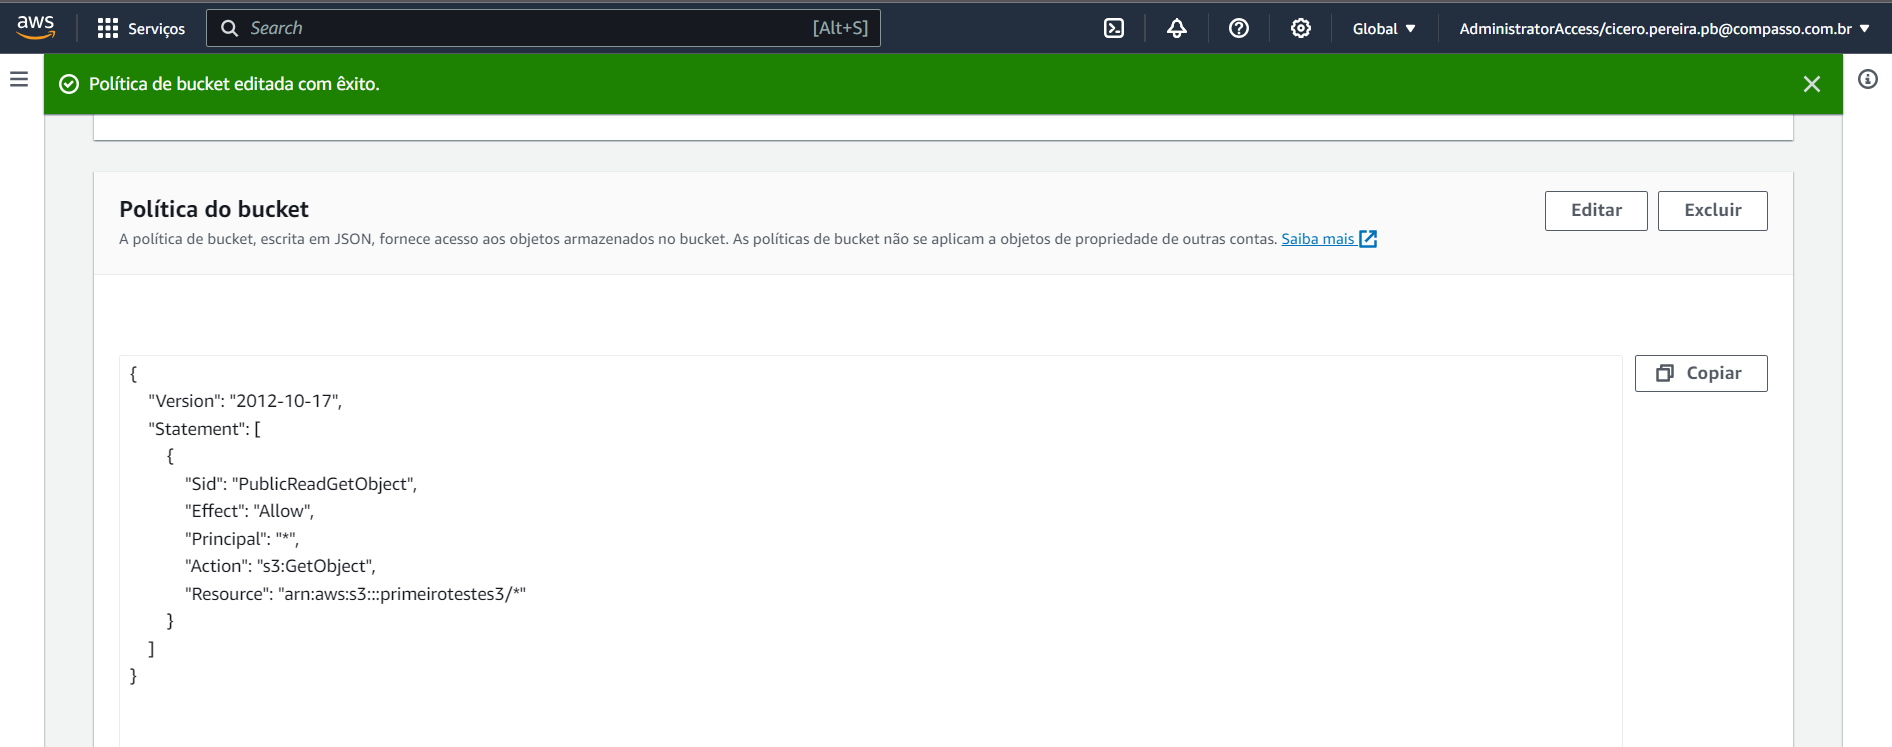 aws
Serviços
Search
[Alt+S]
Global
AdministratorAccess/cicero.pereira.pb@compasso.com.br
Política de bucket editada com êxito.
Política do bucket
Editar
Excluir
A política de bucket, escrita em JSON, fornece acesso aos objetos armazenados no bucket. As políticas de bucket não se aplicam a objetos de propriedade de outras contas. Saiba mais
Copiar
{
"Version": "2012-10-17",
"Statement": [
{
"Sid": "PublicReadGetObject",
"Effect": "Allow",
"Principal": "*",
"Action": "s3:GetObject",
"Resource": "arn:aws:s3:::primeirotestes3/*"
}
]
}